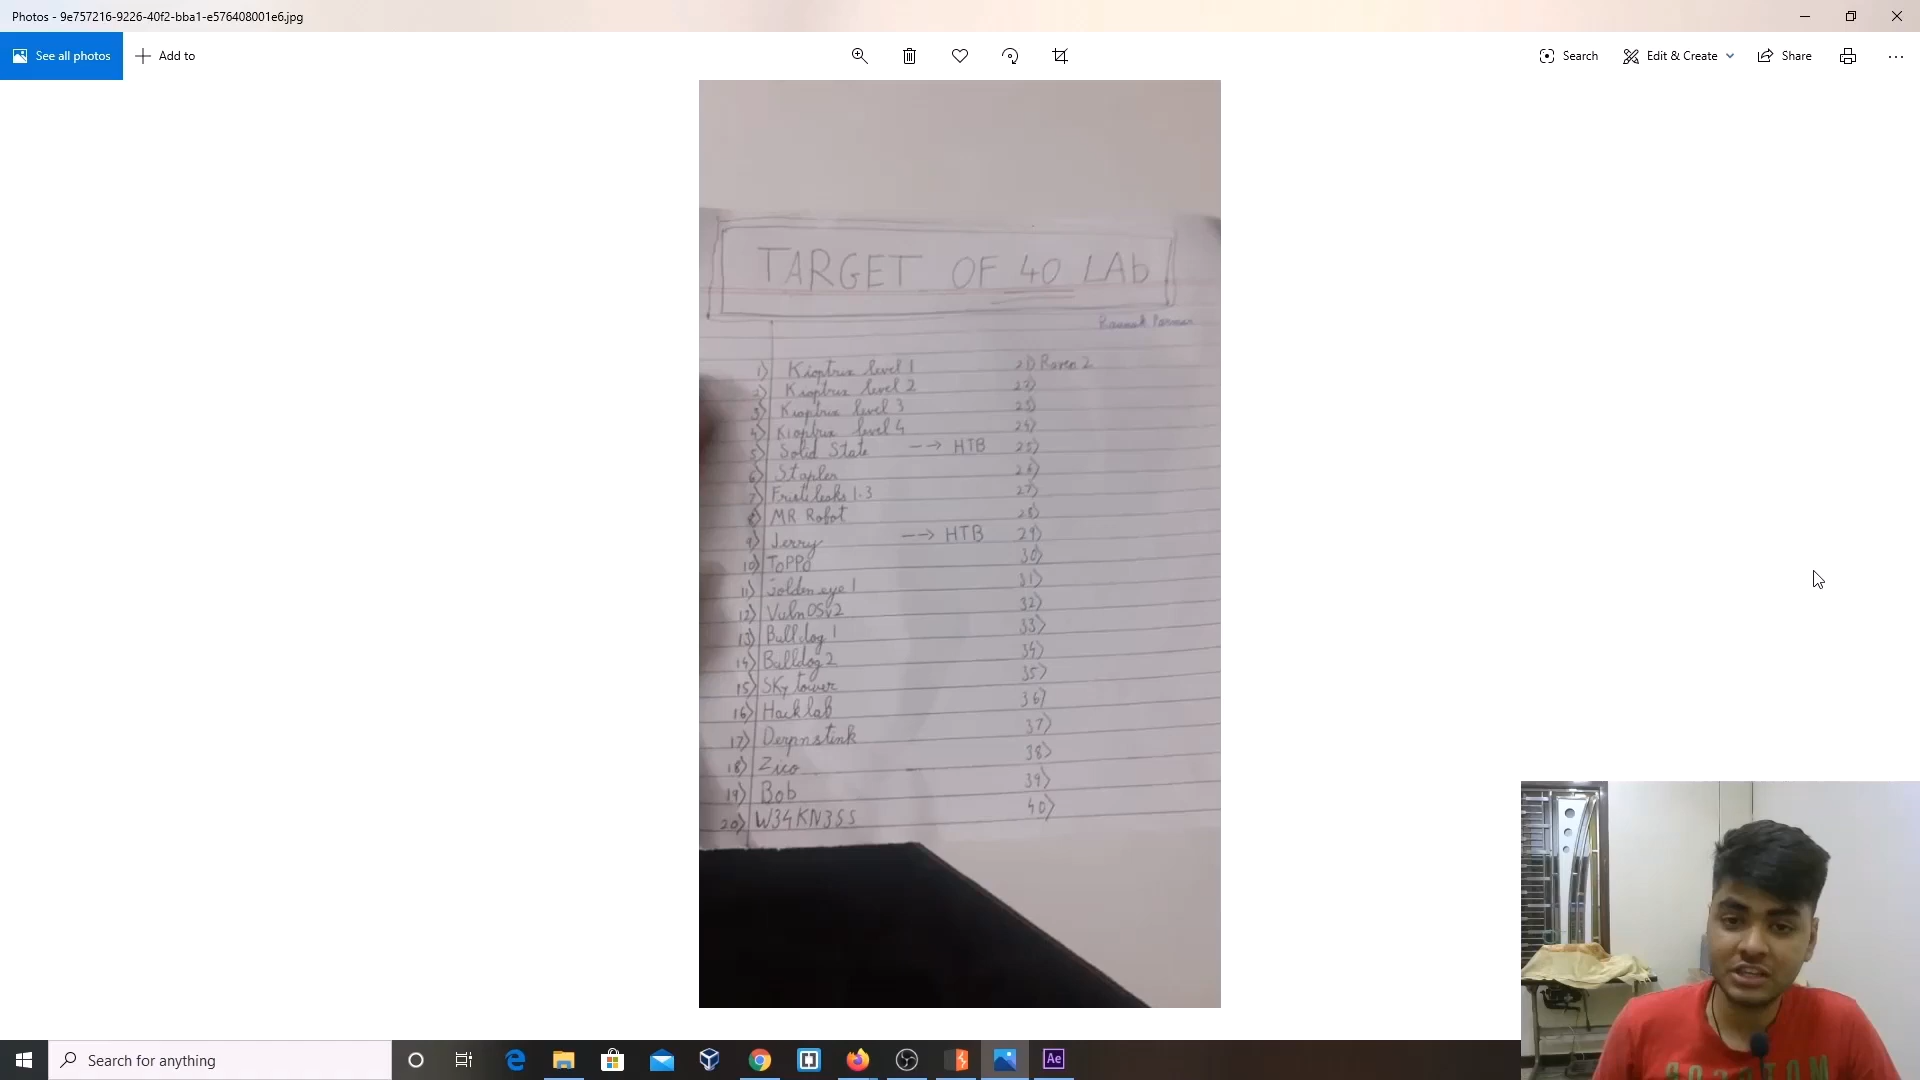 Photos - 9e757216-9226-40f2-bba1-e576408001e6.jpg
See all photos
Add to
Search
Edit & Create
Share
TARGET OF 40 LAb
1) Kioptrix level 1
2) Kioptrix level 2
3) Kioptrix level 3
4) Kioptrix level 4
5) Solid State --> HTB
6) Stapler
7) Fristileaks 1.3
8) MR Robot
9) Jerry --> HTB
10) ToPPo
11) Golden eye 1
12) VulnOSv2
13) Bulldog 1
14) Bulldog 2
15) SKy tower
16) Hack lab
17) Derpnstink
18) Zico
19) Bob
20) W34KN3SS
21) Raven 2
22)
23)
24)
25)
26)
27)
28)
29)
30)
31)
32)
33)
34)
35)
36)
37)
38)
39)
40)
Search for anything
Ae